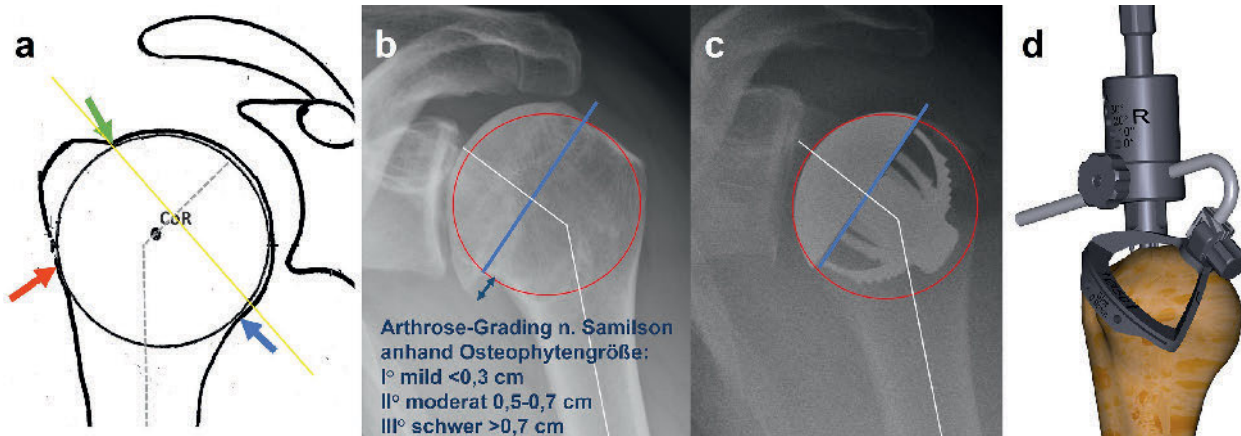 a
CoR
b
Arthrose-Grading n. Samilson
anhand Osteophytengröße:
I° mild <0,3 cm
II° moderat 0,5-0,7 cm
III° schwer >0,7 cm
c
d
R